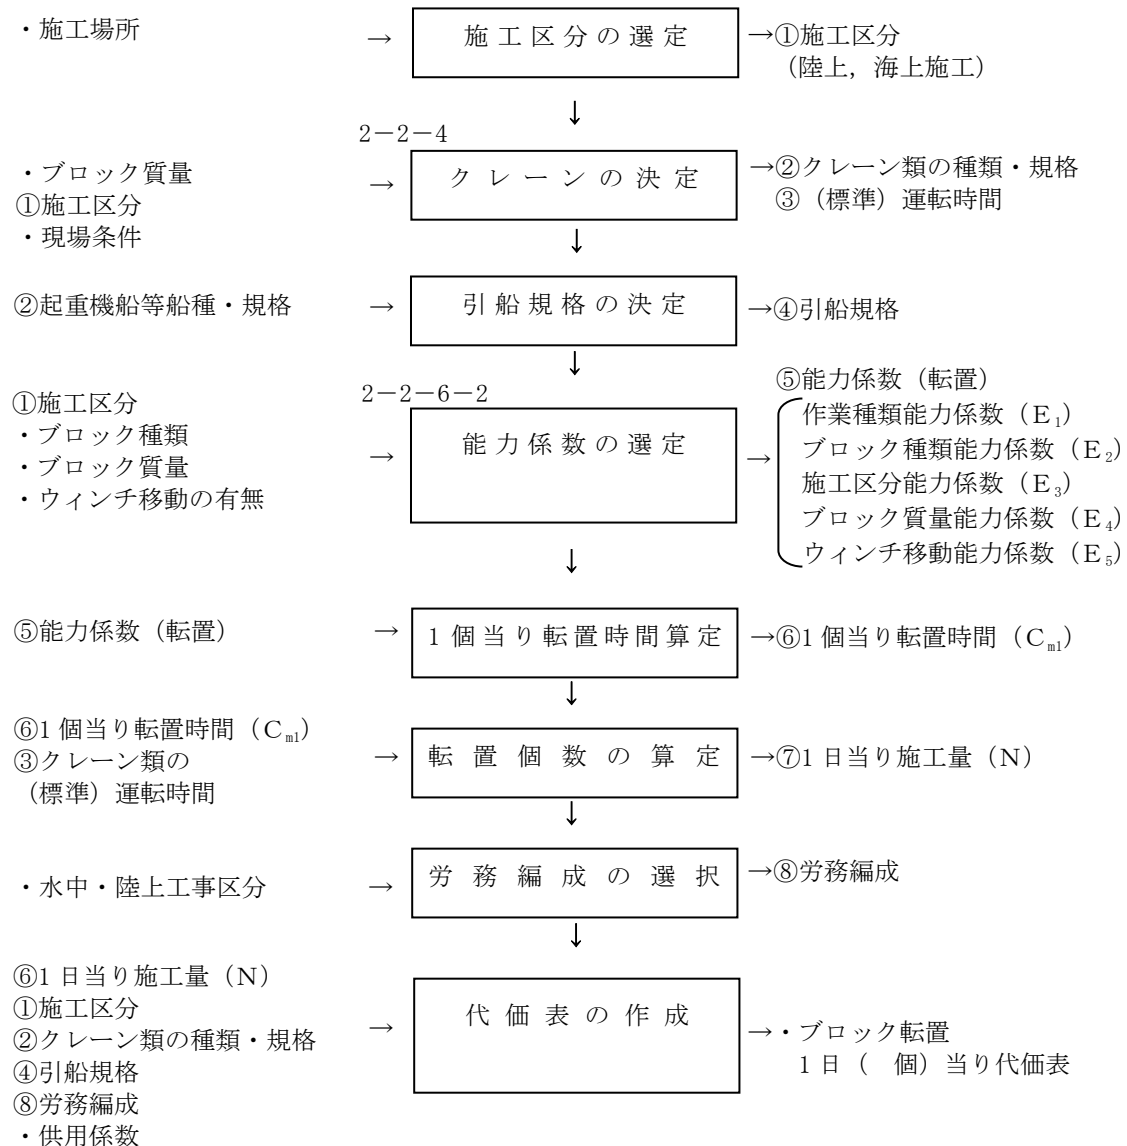 ・施工場所
→
施工区分の選定
→①施工区分
（陸上，海上施工）
↓
2－2－4
・ブロック質量
①施工区分
・現場条件
→
クレーンの決定
→②クレーン類の種類・規格
③（標準）運転時間
↓
②起重機船等船種・規格
→
引船規格の決定
→④引船規格
↓
2－2－6－2
①施工区分
・ブロック種類
・ブロック質量
・ウィンチ移動の有無
→
能力係数の選定
→
⑤能力係数（転置）
作業種類能力係数（E₁）
ブロック種類能力係数（E₂）
施工区分能力係数（E₃）
ブロック質量能力係数（E₄）
ウィンチ移動能力係数（E₅）
↓
⑤能力係数（転置）
→
1個当り転置時間算定
→⑥1個当り転置時間（Cm1）
↓
⑥1個当り転置時間（Cm1）
③クレーン類の
（標準）運転時間
→
転置個数の算定
→⑦1日当り施工量（N）
↓
・水中・陸上工事区分
→
労務編成の選択
→⑧労務編成
↓
⑥1日当り施工量（N）
①施工区分
②クレーン類の種類・規格
④引船規格
⑧労務編成
・供用係数
→
代価表の作成
→・ブロック転置
1日（　個）当り代価表